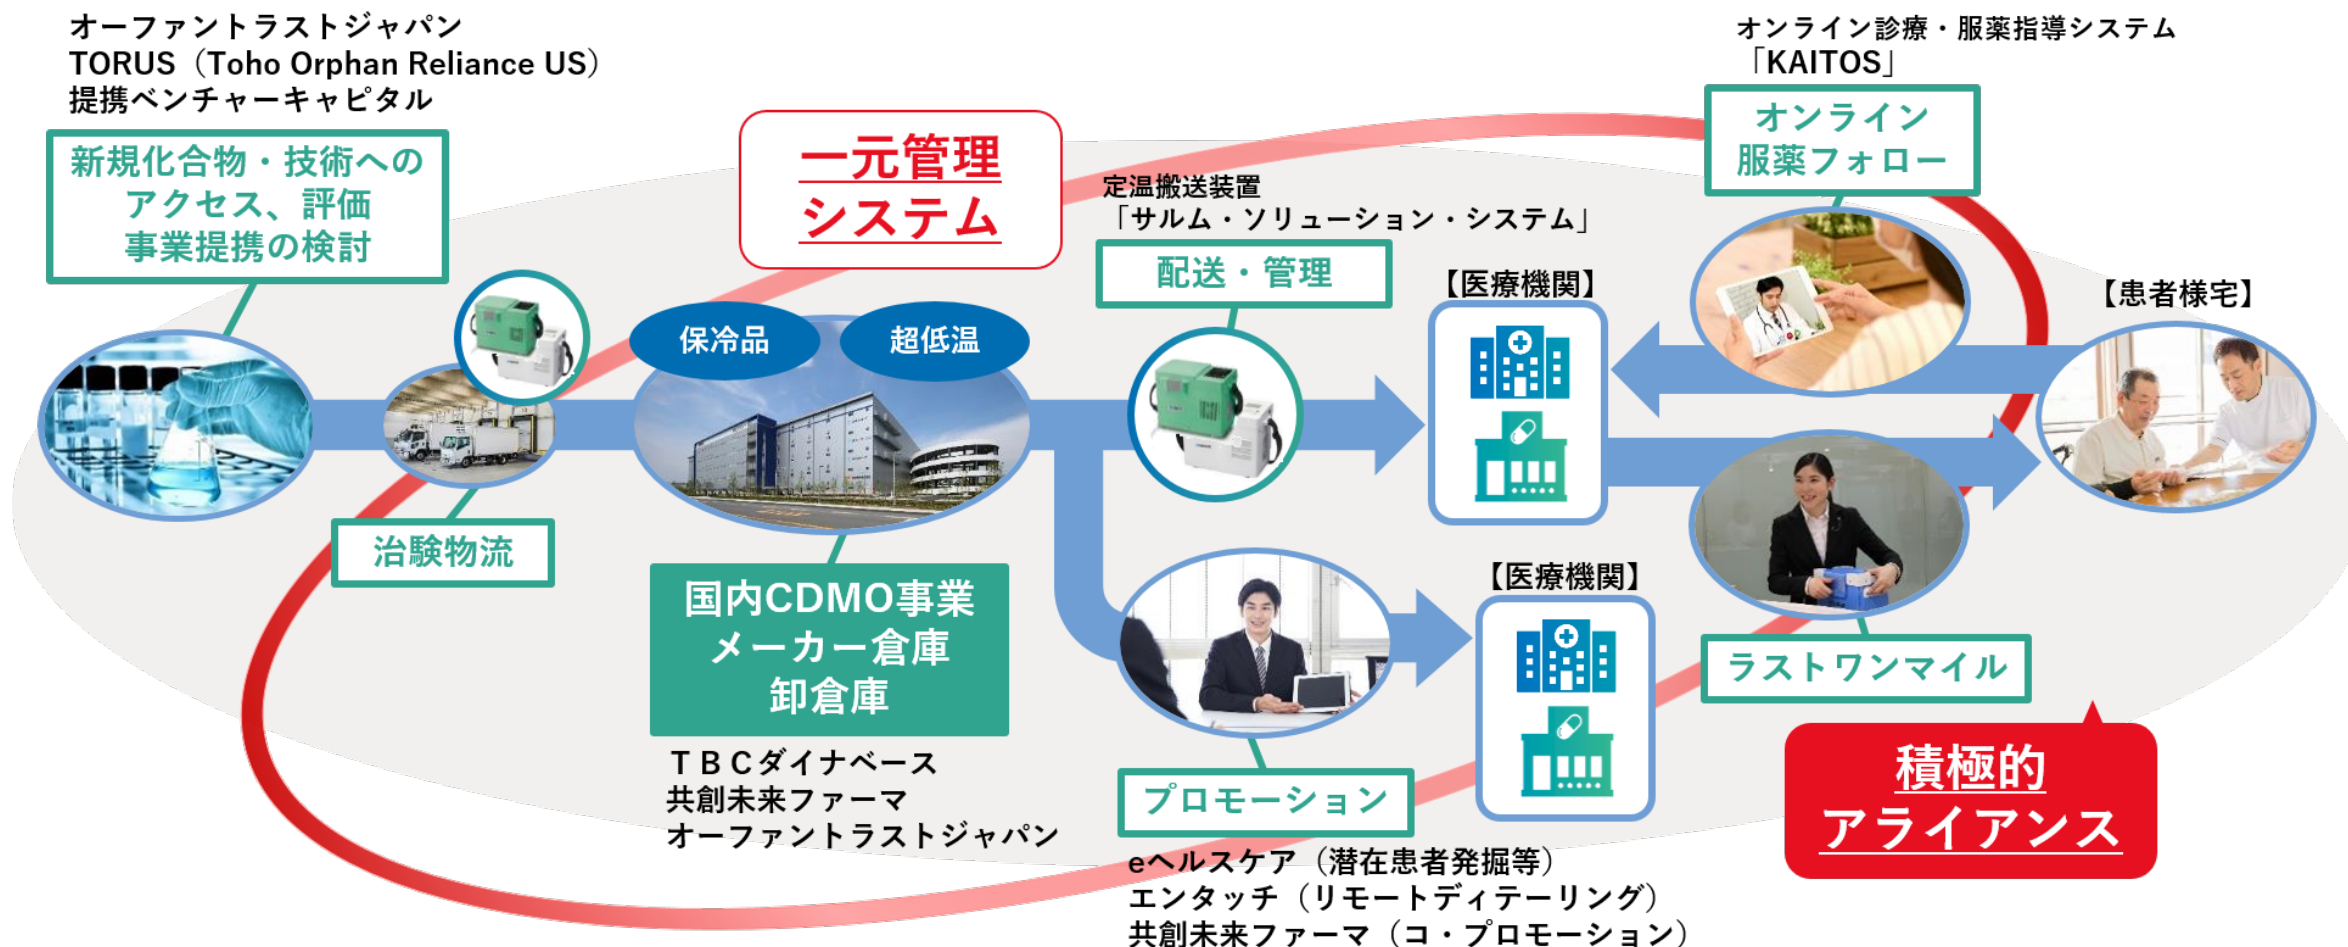 オーファントラストジャパン
TORUS（Toho Orphan Reliance US）
提携ベンチャーキャピタル
新規化合物・技術への
アクセス、評価
事業提携の検討
治験物流
一元管理
システム
保冷品
超低温
国内CDMO事業
メーカー倉庫
卸倉庫
ＴＢＣダイナベース
共創未来ファーマ
オーファントラストジャパン
定温搬送装置
「サルム・ソリューション・システム」
配送・管理
【医療機関】
プロモーション
eヘルスケア（潜在患者発掘等）
エンタッチ（リモートディテーリング）
共創未来ファーマ（コ・プロモーション）
【医療機関】
オンライン診療・服薬指導システム
「KAITOS」
オンライン
服薬フォロー
【患者様宅】
ラストワンマイル
積極的
アライアンス